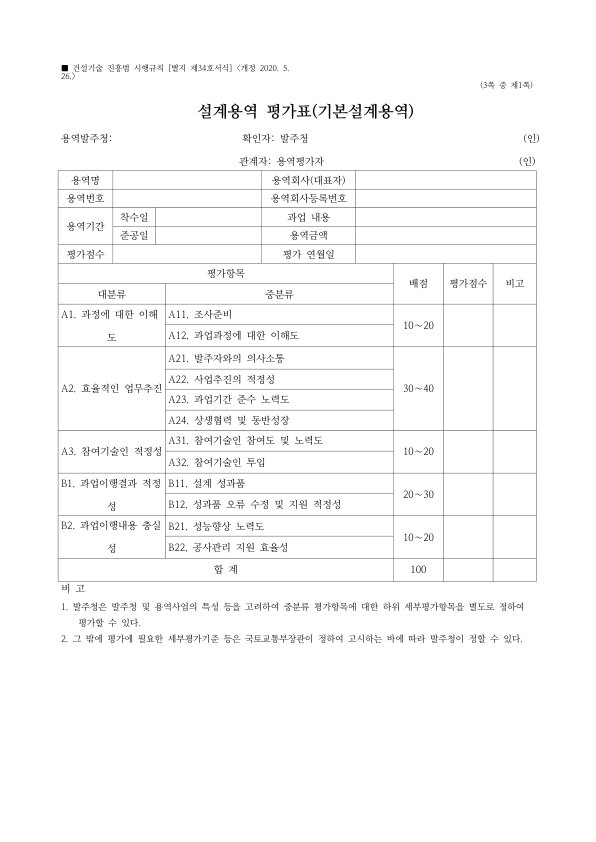 ■ 건설기술 진흥법 시행규칙 [별지 제34호서식] <개정 2020. 5.
26.>
(3쪽 중 제1쪽)
설계용역 평가표(기본설계용역)
용역발주청: 확인자: 발주청 (인)
관계자: 용역평가자 (인)
용역명 용역회사(대표자)
용역번호 용역회사등록번호
용역기간 착수일 과업 내용
준공일 용역금액
평가점수 평가 연월일
평가항목 배점 평가점수 비고
대분류 중분류
A1. 과정에 대한 이해
도
A11. 조사준비
A12. 과업과정에 대한 이해도
10~20
A2. 효율적인 업무추진
A21. 발주자와의 의사소통
A22. 사업추진의 적정성
A23. 과업기간 준수 노력도
A24. 상생협력 및 동반성장
30~40
A3. 참여기술인 적정성
A31. 참여기술인 참여도 및 노력도
A32. 참여기술인 투입
10~20
B1. 과업이행결과 적정
성
B11. 설계 성과품
B12. 성과품 오류 수정 및 지원 적정성
20~30
B2. 과업이행내용 충실
성
B21. 성능향상 노력도
B22. 공사관리 지원 효율성
10~20
합 계 100
비 고
1. 발주청은 발주청 및 용역사업의 특성 등을 고려하여 중분류 평가항목에 대한 하위 세부평가항목을 별도로 정하여
평가할 수 있다.
2. 그 밖에 평가에 필요한 세부평가기준 등은 국토교통부장관이 정하여 고시하는 바에 따라 발주청이 정할 수 있다.